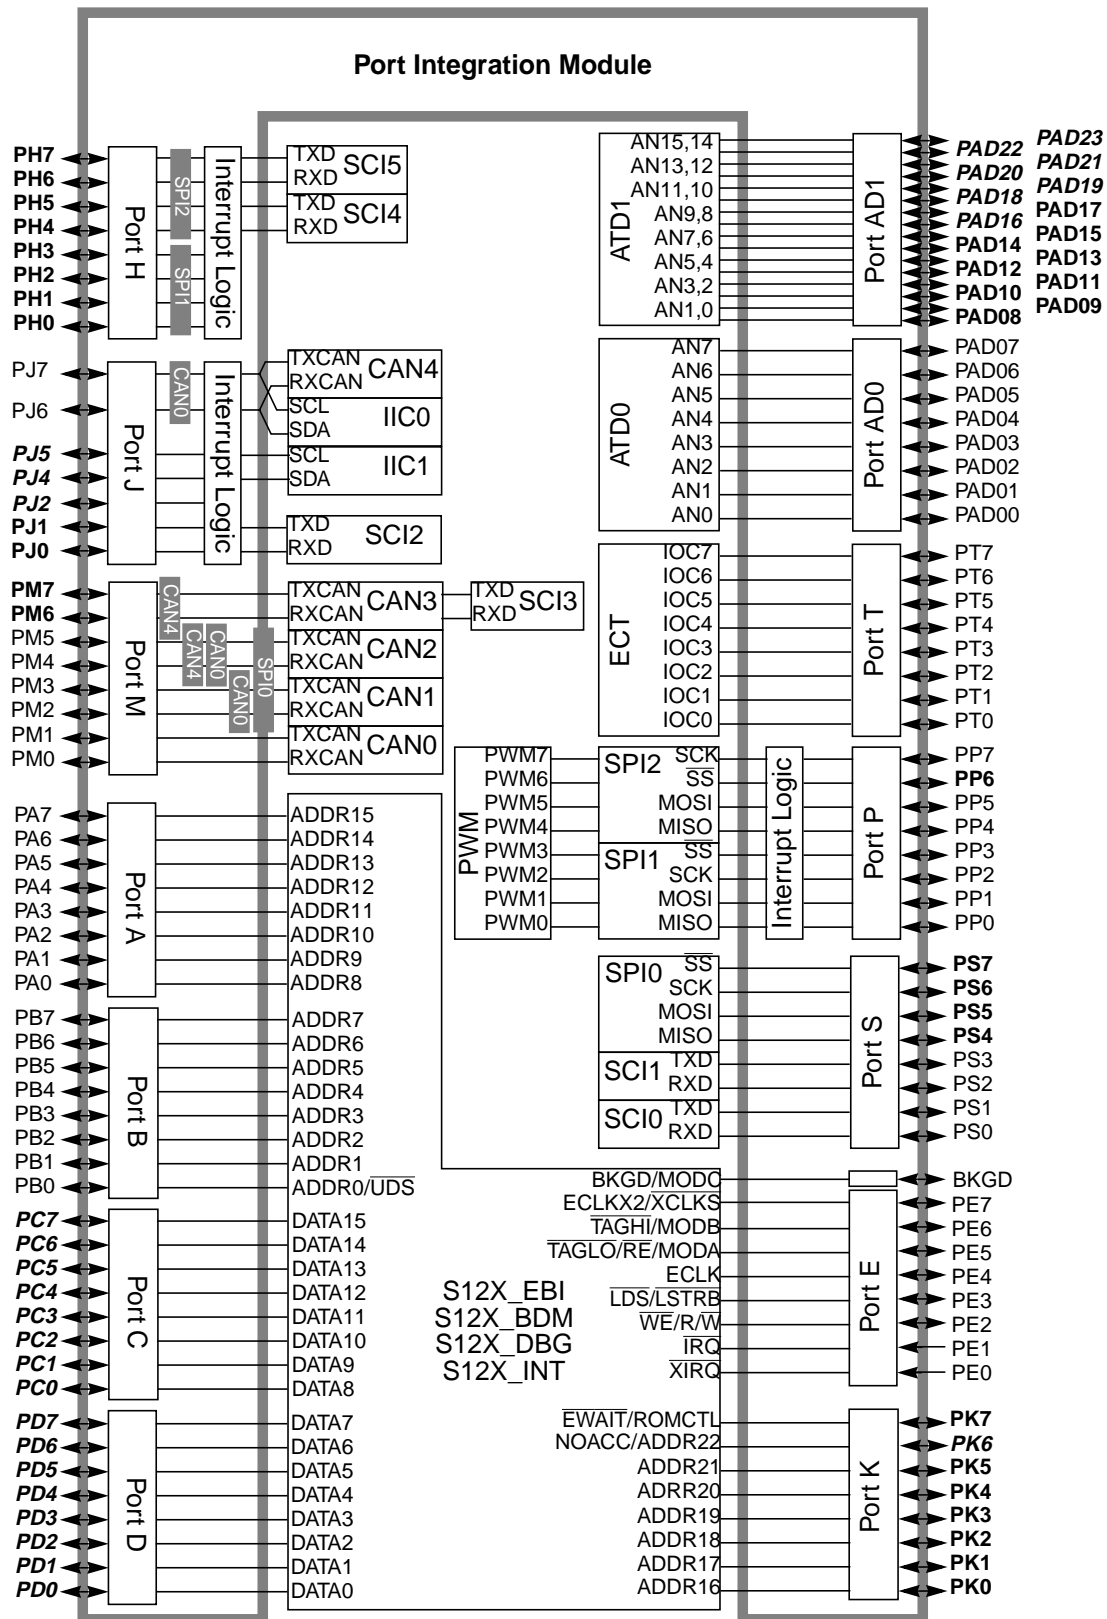 Port Integration Module
PH7
PH6
PH5
PH4
PH3
PH2
PH1
PH0
Port H
SPI2
SPI1
Interrupt Logic
TXD
RXD
SCI5
TXD
RXD
SCI4
PJ7
PJ6
PJ5
PJ4
PJ2
PJ1
PJ0
Port J
CAN0
Interrupt Logic
TXCAN
RXCAN
CAN4
SCL
SDA
IIC0
SCL
SDA
IIC1
TXD
RXD
SCI2
PM7
PM6
PM5
PM4
PM3
PM2
PM1
PM0
Port M
CAN4
CAN4
CAN0
CAN0
SPI0
TXCAN
RXCAN
CAN3
TXD
RXD
SCI3
TXCAN
RXCAN
CAN2
TXCAN
RXCAN
CAN1
TXCAN
RXCAN
CAN0
PA7
PA6
PA5
PA4
PA3
PA2
PA1
PA0
Port A
ADDR15
ADDR14
ADDR13
ADDR12
ADDR11
ADDR10
ADDR9
ADDR8
PB7
PB6
PB5
PB4
PB3
PB2
PB1
PB0
Port B
ADDR7
ADDR6
ADDR5
ADDR4
ADDR3
ADDR2
ADDR1
ADDR0/UDS
PC7
PC6
PC5
PC4
PC3
PC2
PC1
PC0
Port C
DATA15
DATA14
DATA13
DATA12
DATA11
DATA10
DATA9
DATA8
PD7
PD6
PD5
PD4
PD3
PD2
PD1
PD0
Port D
DATA7
DATA6
DATA5
DATA4
DATA3
DATA2
DATA1
DATA0
S12X_EBI
S12X_BDM
S12X_DBG
S12X_INT
ATD1
AN15,14
AN13,12
AN11,10
AN9,8
AN7,6
AN5,4
AN3,2
AN1,0
Port AD1
PAD23
PAD22
PAD21
PAD20
PAD19
PAD18
PAD17
PAD16
PAD15
PAD14
PAD13
PAD12
PAD11
PAD10
PAD09
PAD08
ATD0
AN7
AN6
AN5
AN4
AN3
AN2
AN1
AN0
Port AD0
PAD07
PAD06
PAD05
PAD04
PAD03
PAD02
PAD01
PAD00
ECT
IOC7
IOC6
IOC5
IOC4
IOC3
IOC2
IOC1
IOC0
Port T
PT7
PT6
PT5
PT4
PT3
PT2
PT1
PT0
PWM
PWM7
PWM6
PWM5
PWM4
PWM3
PWM2
PWM1
PWM0
SPI2
SCK
SS
MOSI
MISO
SPI1
SS
SCK
MOSI
MISO
Interrupt Logic
Port P
PP7
PP6
PP5
PP4
PP3
PP2
PP1
PP0
SPI0
SS
SCK
MOSI
MISO
SCI1
TXD
RXD
SCI0
TXD
RXD
Port S
PS7
PS6
PS5
PS4
PS3
PS2
PS1
PS0
BKGD/MODC
ECLKX2/XCLKS
TAGHI/MODB
TAGLO/RE/MODA
ECLK
LDS/LSTRB
WE/R/W
IRQ
XIRQ
Port E
BKGD
PE7
PE6
PE5
PE4
PE3
PE2
PE1
PE0
EWAIT/ROMCTL
NOACC/ADDR22
ADDR21
ADRR20
ADDR19
ADDR18
ADDR17
ADDR16
Port K
PK7
PK6
PK5
PK4
PK3
PK2
PK1
PK0